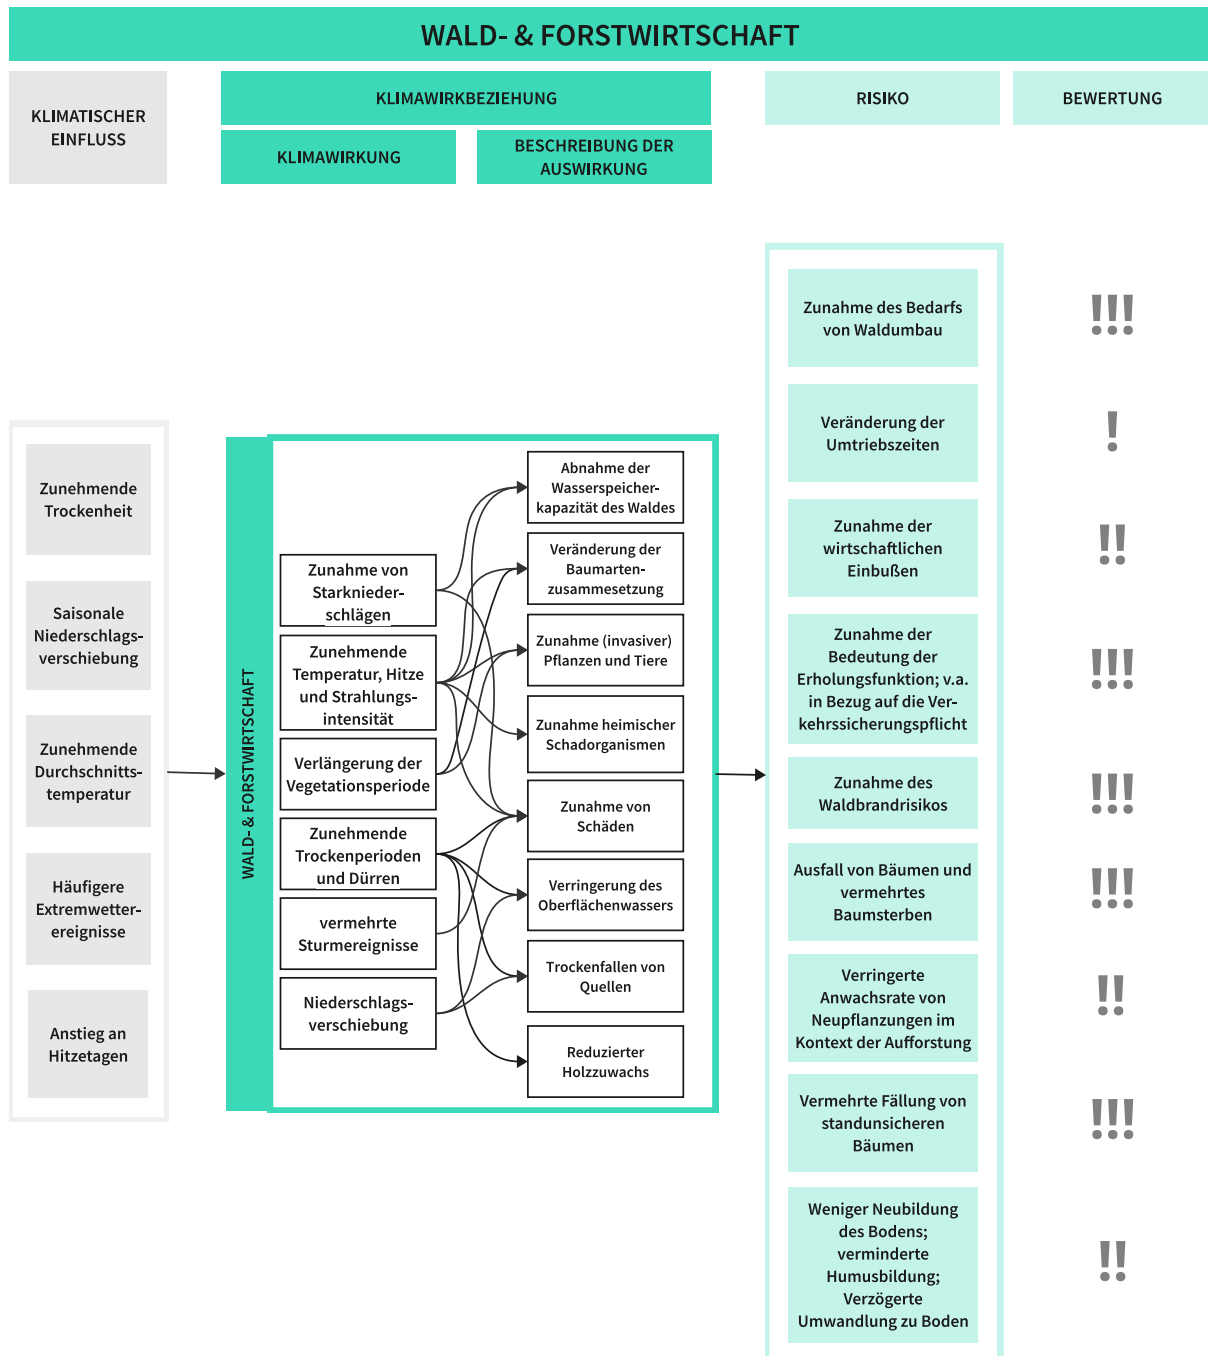 WALD- & FORSTWIRTSCHAFT
KLIMATISCHER
EINFLUSS
KLIMAWIRKBEZIEHUNG
KLIMAWIRKUNG
BESCHREIBUNG DER
AUSWIRKUNG
RISIKO
BEWERTUNG
Zunehmende
Trockenheit
Saisonale
Niederschlags-
verschiebung
Zunehmende
Durchschnitts-
temperatur
Häufigere
Extremwetter-
ereignisse
Anstieg an
Hitzetagen
WALD- & FORSTWIRTSCHAFT
Zunahme von
Starknieder-
schlägen
Zunehmende
Temperatur, Hitze
und Strahlungs-
intensität
Verlängerung der
Vegetationsperiode
Zunehmende
Trockenperioden
und Dürren
vermehrte
Sturmereignisse
Niederschlags-
verschiebung
Abnahme der
Wasserspeicher-
kapazität des Waldes
Veränderung der
Baumarten-
zusammesetzung
Zunahme (invasiver)
Pflanzen und Tiere
Zunahme heimischer
Schadorganismen
Zunahme von
Schäden
Verringerung des
Oberflächenwassers
Trockenfallen von
Quellen
Reduzierter
Holzzuwachs
Zunahme des Bedarfs
von Waldumbau
!!!
Veränderung der
Umtriebszeiten
!
Zunahme der
wirtschaftlichen
Einbußen
!!
Zunahme der
Bedeutung der
Erholungsfunktion; v.a.
in Bezug auf die Ver-
kehrssicherungspflicht
!!!
Zunahme des
Waldbrandrisikos
!!!
Ausfall von Bäumen und
vermehrtes
Baumsterben
!!!
Verringerte
Anwachsrate von
Neupflanzungen im
Kontext der Aufforstung
!!
Vermehrte Fällung von
standunsicheren
Bäumen
!!!
Weniger Neubildung
des Bodens;
verminderte
Humusbildung;
Verzögerte
Umwandlung zu Boden
!!